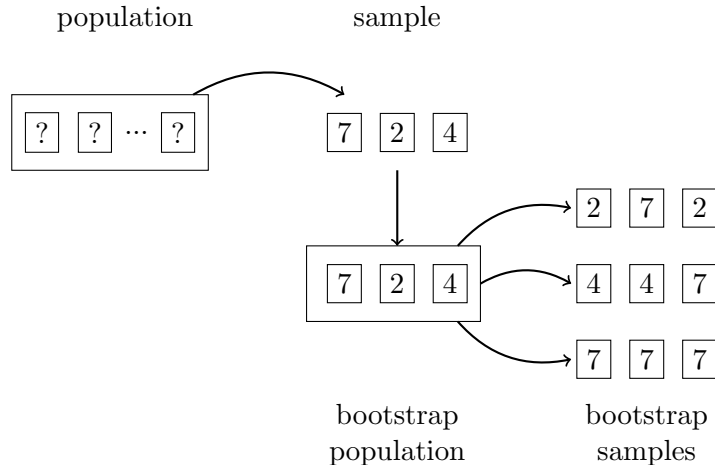 population sample
? ? ... ? 7 2 4
2 7 2
7 2 4 4 4 7
7 7 7
bootstrap bootstrap
population samples